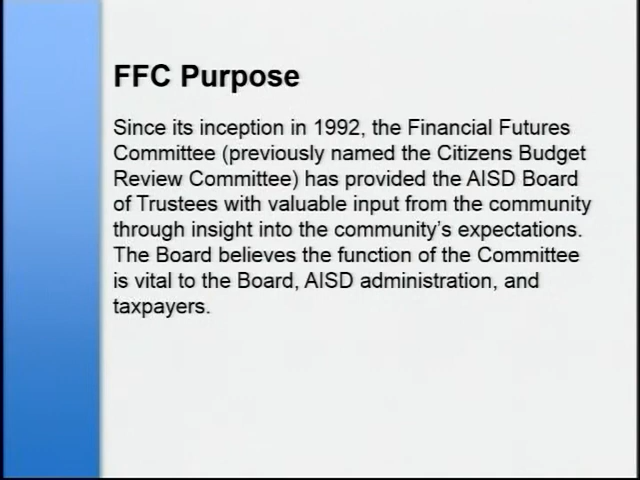 FFC Purpose
Since its inception in 1992, the Financial Futures
Committee (previously named the Citizens Budget
Review Committee) has provided the AISD Board
of Trustees with valuable input from the community
through insight into the community's expectations.
The Board believes the function of the Committee
is vital to the Board, AISD administration, and
taxpayers.